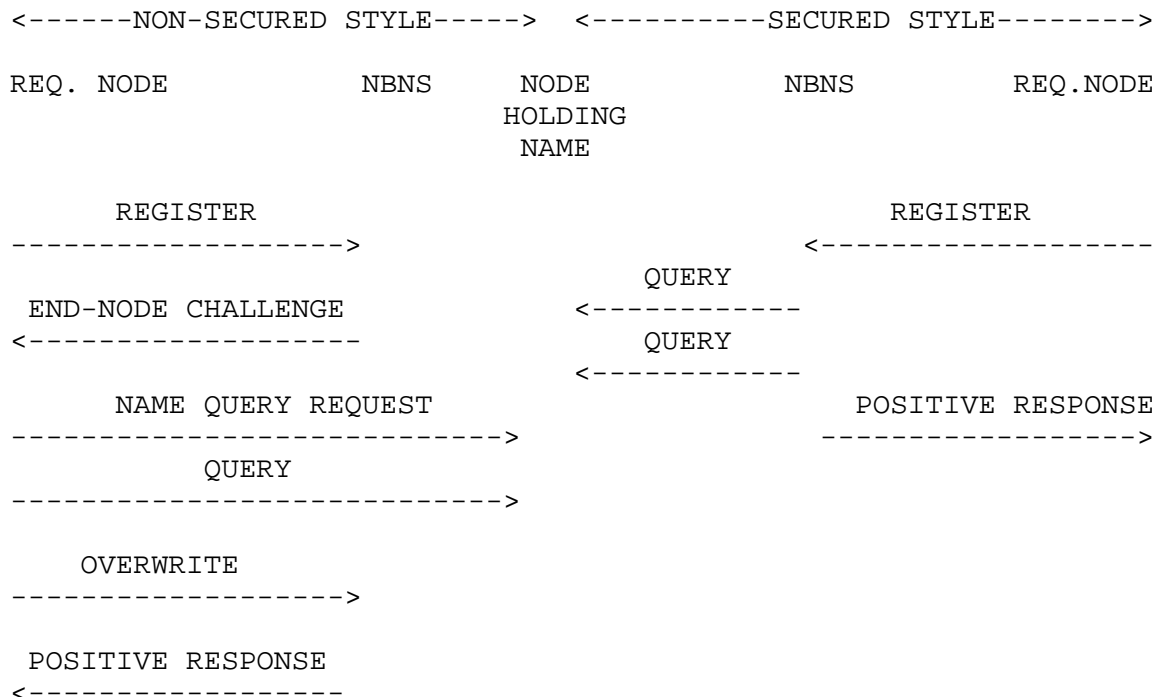 <------NON-SECURED STYLE-----> <----------SECURED STYLE-------->
REQ. NODE NBNS NODE NBNS REQ.NODE
HOLDING
NAME
REGISTER REGISTER
-------------------> <-------------------
QUERY
END-NODE CHALLENGE <------------
<------------------- QUERY
<------------
NAME QUERY REQUEST POSITIVE RESPONSE
----------------------------> ------------------>
QUERY
---------------------------->
OVERWRITE
------------------->
POSITIVE RESPONSE
<------------------